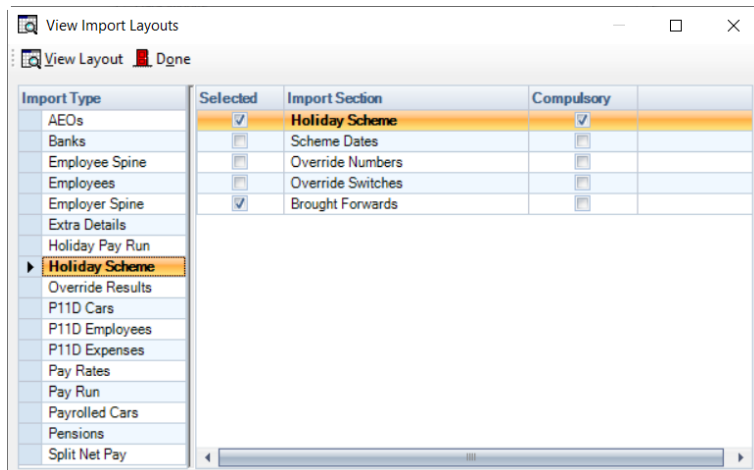 View Import Layouts
View Layout Done
Import Type Selected Import Section Compulsory
AEOs Holiday Scheme
Banks Scheme Dates
Employee Spine Override Numbers
Employees Override Switches
Employer Spine Brought Forwards
Extra Details
Holiday Pay Run
Holiday Scheme
Override Results
P11D Cars
P11D Employees
P11D Expenses
Pay Rates
Pay Run
Payrolled Cars
Pensions
Split Net Pay